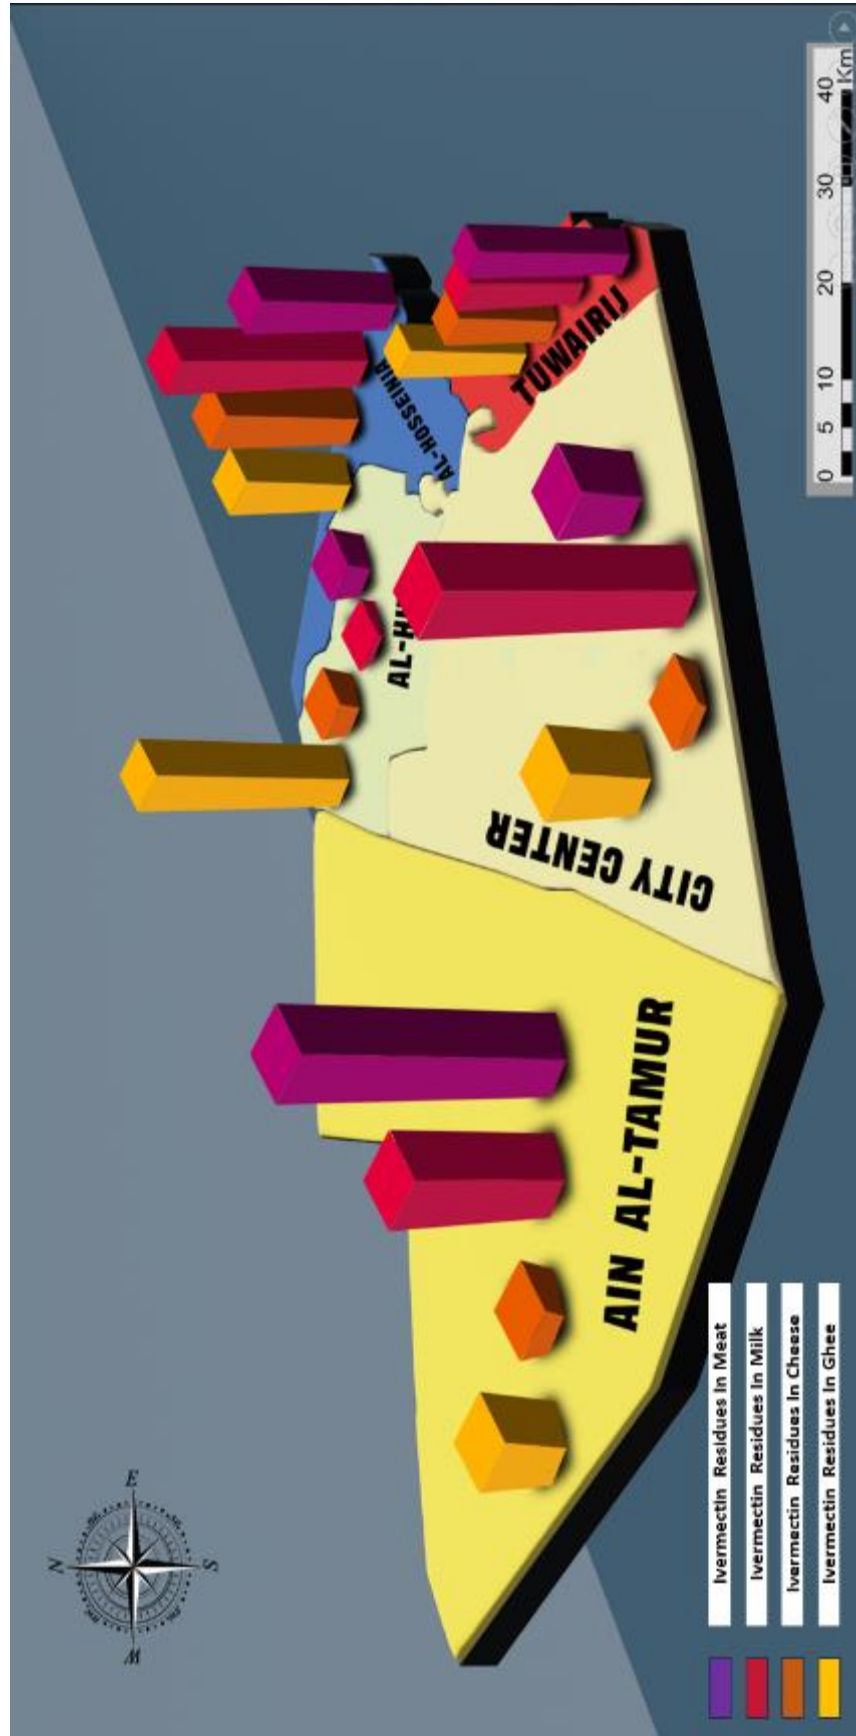 N
E
S
W
AL-HOSSEINIA
TUWAIRIJ
CITY CENTER
AIN AL-TAMUR
0 5 10 20 30 40
Km
Ivermectin Residues In Meat
Ivermectin Residues In Milk
Ivermectin Residues In Cheese
Ivermectin Residues In Ghee